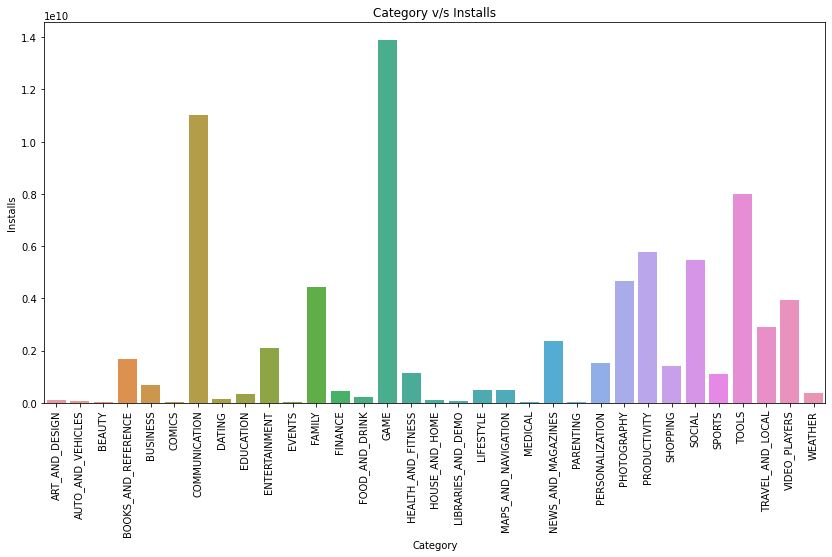 Category v/s Installs
1e10
1.4
1.2
1.0
0.8
0.6
0.4
0.2
0.0
Installs
ART_AND_DESIGN
AUTO_AND_VEHICLES
BEAUTY
BOOKS_AND_REFERENCE
BUSINESS
COMICS
COMMUNICATION
DATING
EDUCATION
ENTERTAINMENT
EVENTS
FAMILY
FINANCE
FOOD_AND_DRINK
GAME
HEALTH_AND_FITNESS
HOUSE_AND_HOME
LIBRARIES_AND_DEMO
LIFESTYLE
MAPS_AND_NAVIGATION
MEDICAL
NEWS_AND_MAGAZINES
PARENTING
PERSONALIZATION
PHOTOGRAPHY
PRODUCTIVITY
SHOPPING
SOCIAL
SPORTS
TOOLS
TRAVEL_AND_LOCAL
VIDEO_PLAYERS
WEATHER
Category